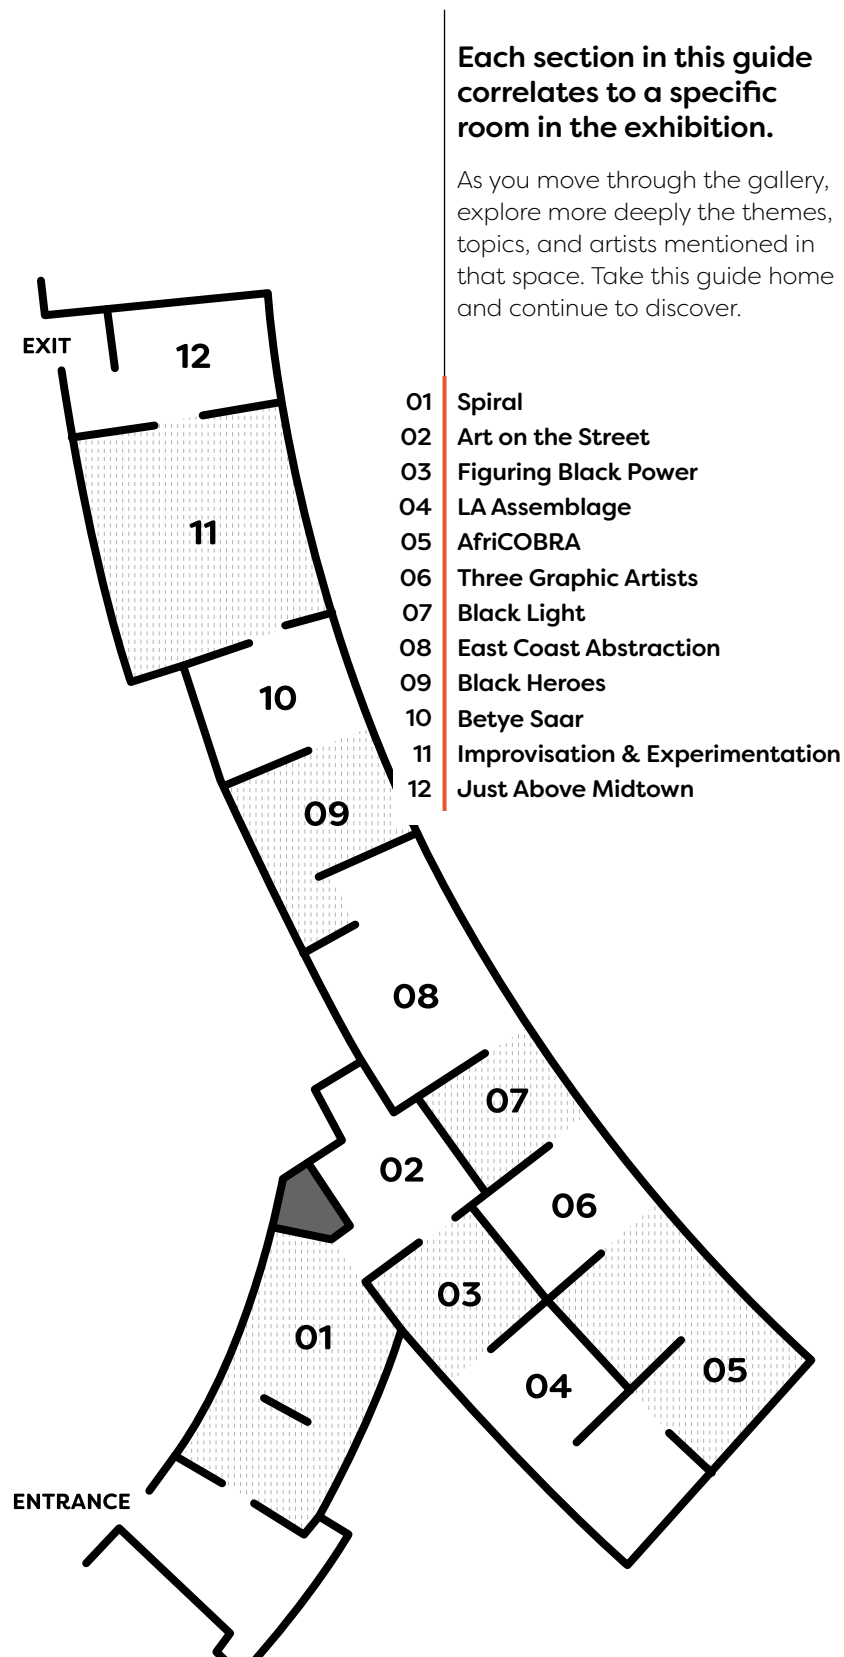 Each section in this guide
correlates to a specific
room in the exhibition.
As you move through the gallery,
explore more deeply the themes,
topics, and artists mentioned in
that space. Take this guide home
and continue to discover.
01 Spiral
02 Art on the Street
03 Figuring Black Power
04 LA Assemblage
05 AfriCOBRA
06 Three Graphic Artists
07 Black Light
08 East Coast Abstraction
09 Black Heroes
10 Betye Saar
11 Improvisation & Experimentation
12 Just Above Midtown
EXIT
12
11
10
09
08
07
02
06
03
01
05
04
ENTRANCE